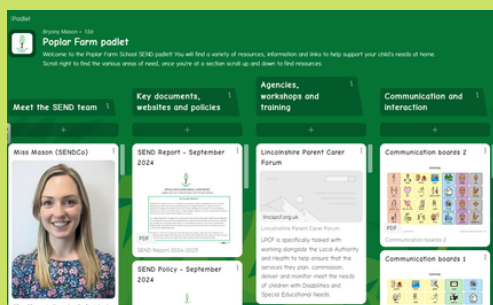 Padlet
Bryony Mason • 13d
Poplar Farm padlet
Welcome to the Poplar Farm School SEND padlet! You will find a variety of resources, information and links to help support your child's needs at home.
Scroll right to find the various areas of need, once you're at a section scroll up and down to find resources.
Meet the SEND team
Miss Mason (SENDCo)
Key documents,
websites and policies
SEND Report - September
2024
PDF
SEND Report 2024-2025
SEND Policy - September
2024
Agencies,
workshops and
training
Lincolnshire Parent Carer
Forum
lincspcf.org.uk
Lincolnshire Parent Carer Forum
LPCF is specifically tasked with
working alongside the Local Authority
and Health to help ensure that the
services they plan, commission,
deliver and monitor meet the needs
of children with Disabilities and
Special Educational Needs.
Communication and
interaction
Communication boards 2
PDF
Communication boards 2
Communication boards 1